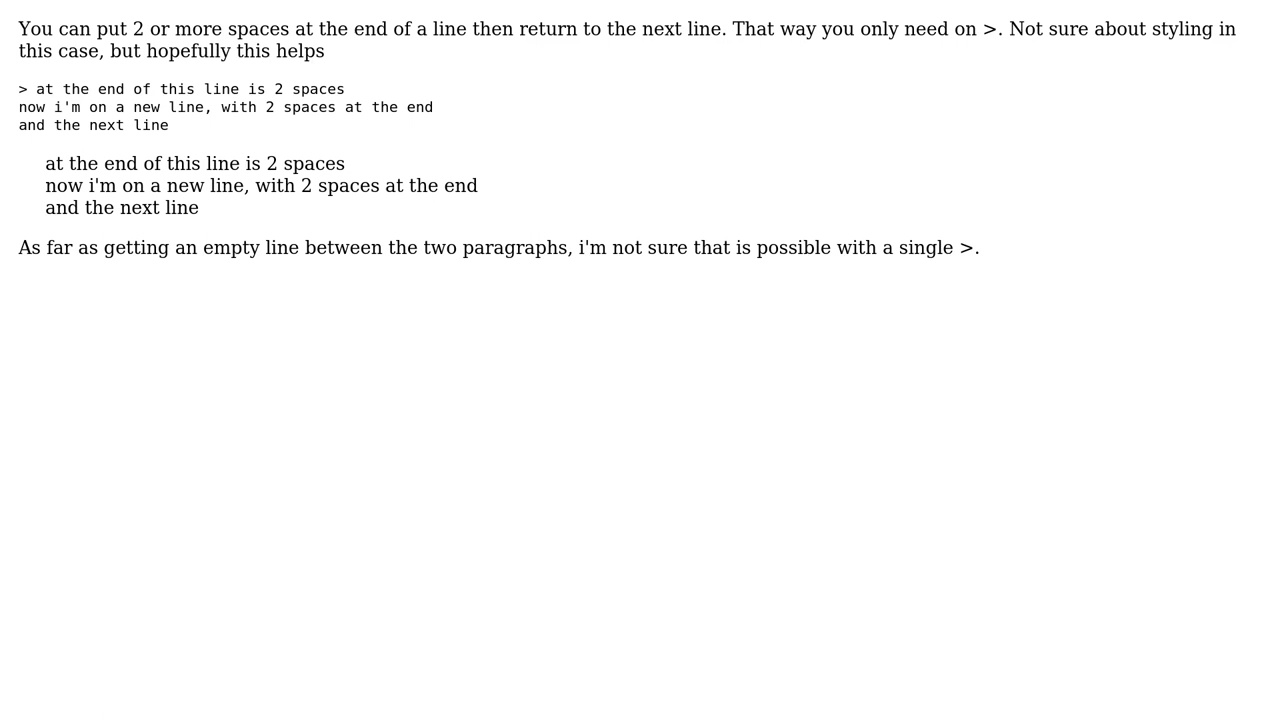 You can put 2 or more spaces at the end of a line then return to the next line. That way you only need on >. Not sure about styling in
this case, but hopefully this helps
> at the end of this line is 2 spaces
now i'm on a new line, with 2 spaces at the end
and the next line
at the end of this line is 2 spaces
now i'm on a new line, with 2 spaces at the end
and the next line
As far as getting an empty line between the two paragraphs, i'm not sure that is possible with a single >.